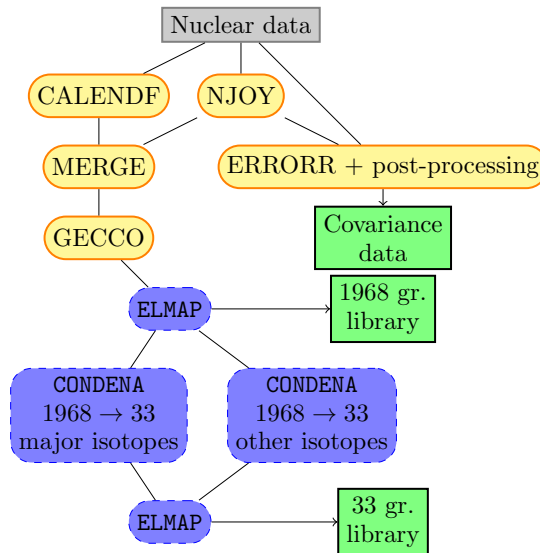 Nuclear data
CALENDF
NJOY
MERGE
ERRORR + post-processing
GECCO
Covariance
data
ELMAP
1968 gr.
library
CONDENA
1968 → 33
major isotopes
CONDENA
1968 → 33
other isotopes
ELMAP
33 gr.
library